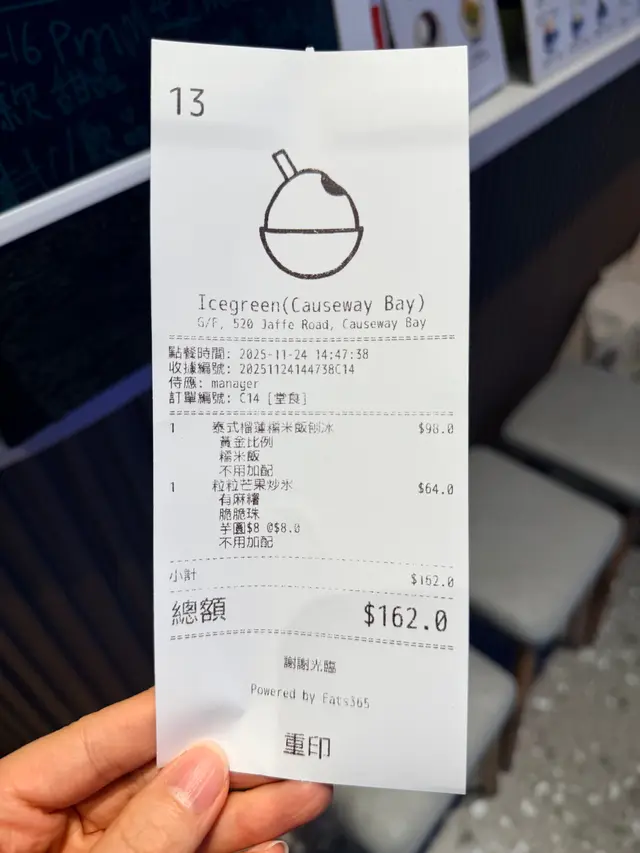 13
Icegreen(Causeway Bay)
G/F, 520 Jaffe Road, Causeway Bay
點餐時間: 2025-11-24 14:47:38
收據編號: 20251124144738C14
侍應: manager
訂單編號: C14 [堂食]
1 泰式榴蓮糯米飯刨冰 $98.0
黃金比例
糯米飯
不用加配
1 粒粒芒果炒氷 $64.0
有麻糬
脆脆珠
芋圓$8 @$8.0
不用加配
小計 $162.0
總額 $162.0
謝謝光臨
Powered by Eats365
重印